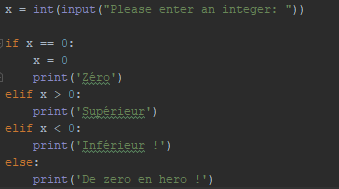 x = int(input("Please enter an integer: "))
if x == 0:
    x = 0
    print('Zéro')
elif x > 0:
    print('Supérieur')
elif x < 0:
    print('Inférieur !')
else:
    print('De zero en hero !')